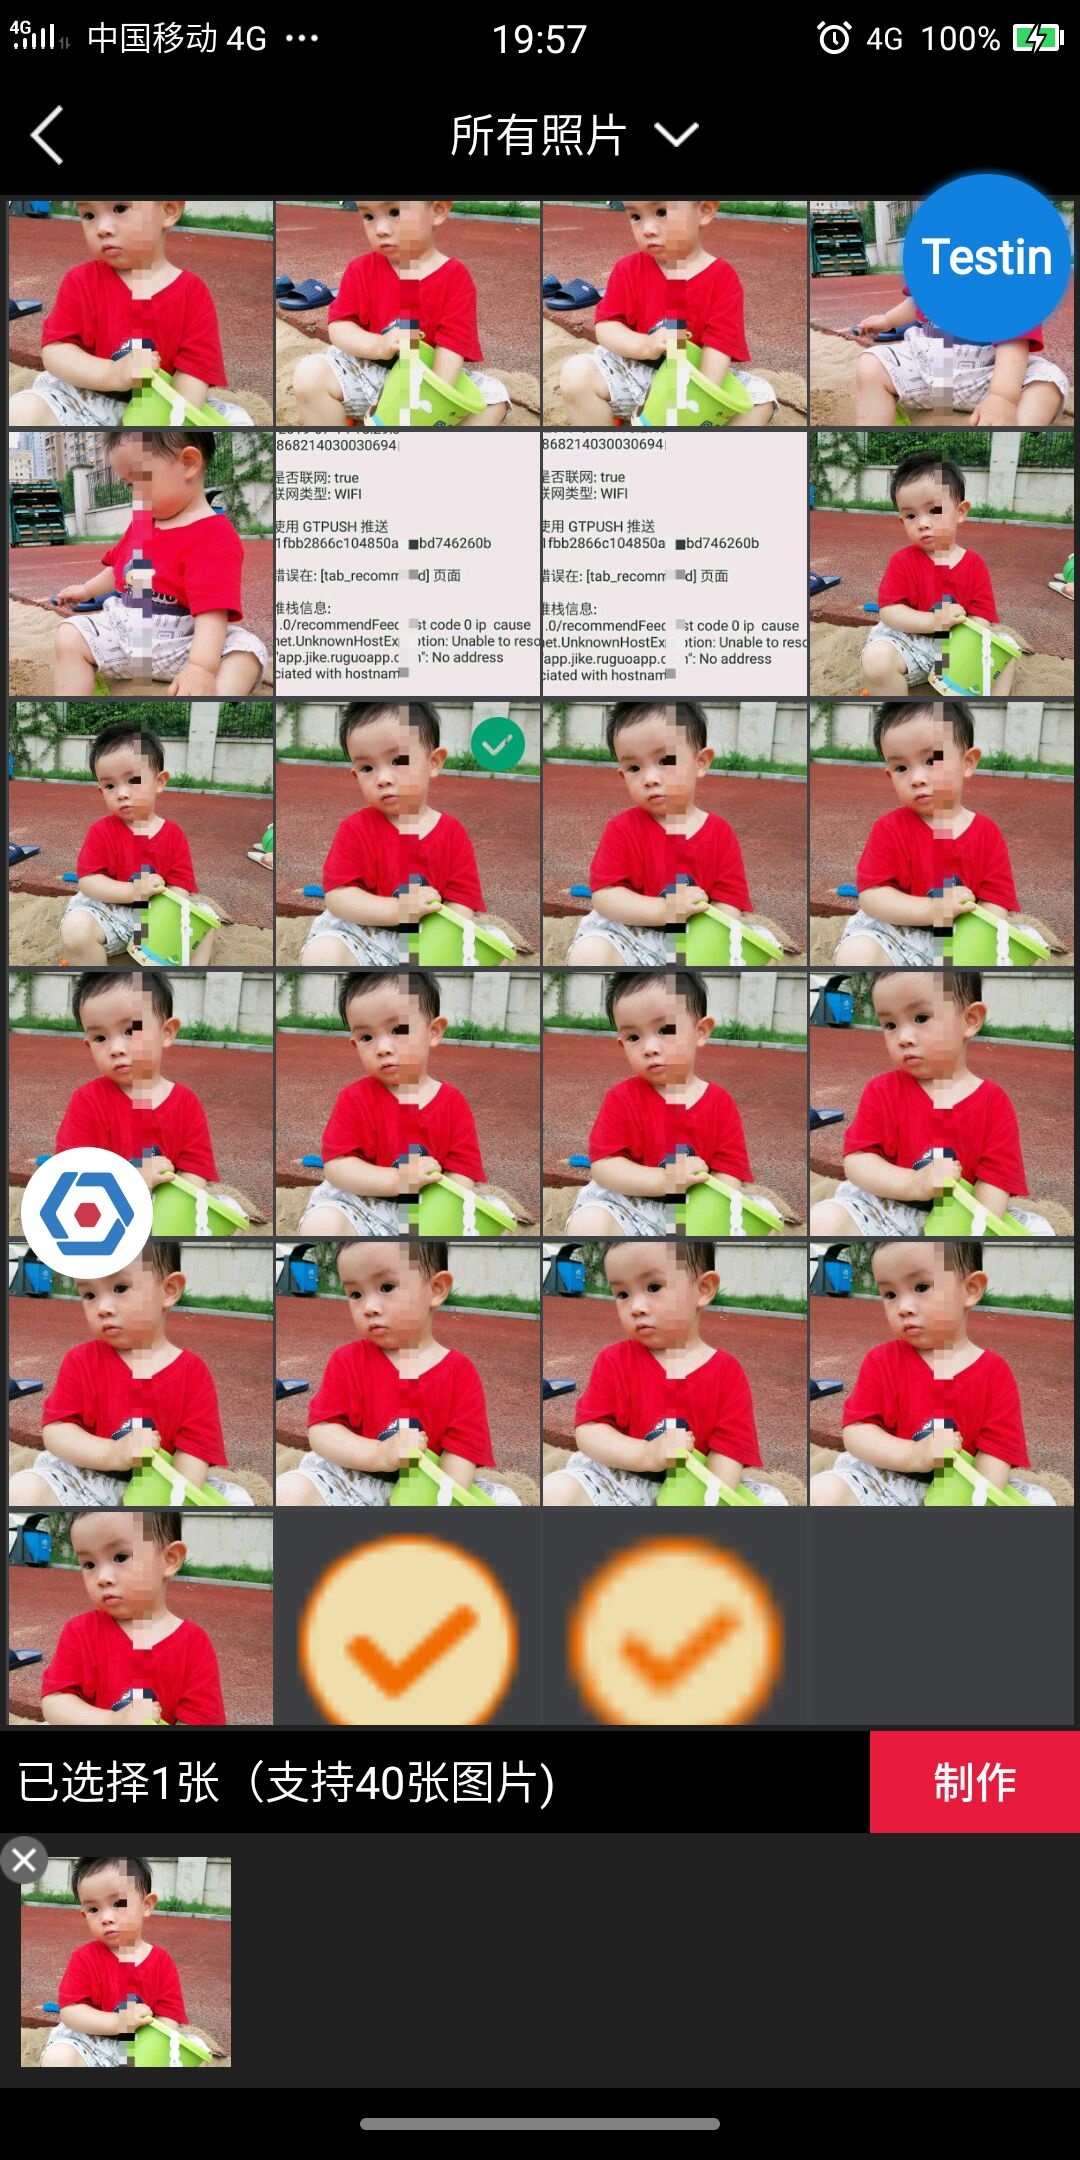 4G 中国移动 4G ··· 19:57 4G 100%
所有照片
Testin
868214030030694
是否联网: true
联网类型: WIFI
使用 GTPUSH 推送
1fbb2866c104850a bd746260b
错误在: [tab_recomm d] 页面
堆栈信息:
.0/recommendFeed st code 0 ip cause
net.UnknownHostEx ption: Unable to reso
app.jike.ruguoapp.c ": No address
ciated with hostnam
868214030030694
是否联网: true
联网类型: WIFI
使用 GTPUSH 推送
1fbb2866c104850a bd746260b
错误在: [tab_recomm d] 页面
堆栈信息:
.0/recommendFeed st code 0 ip cause
net.UnknownHostEx ption: Unable to reso
app.jike.ruguoapp.c ": No address
ciated with hostnam
已选择1张（支持40张图片)
制作